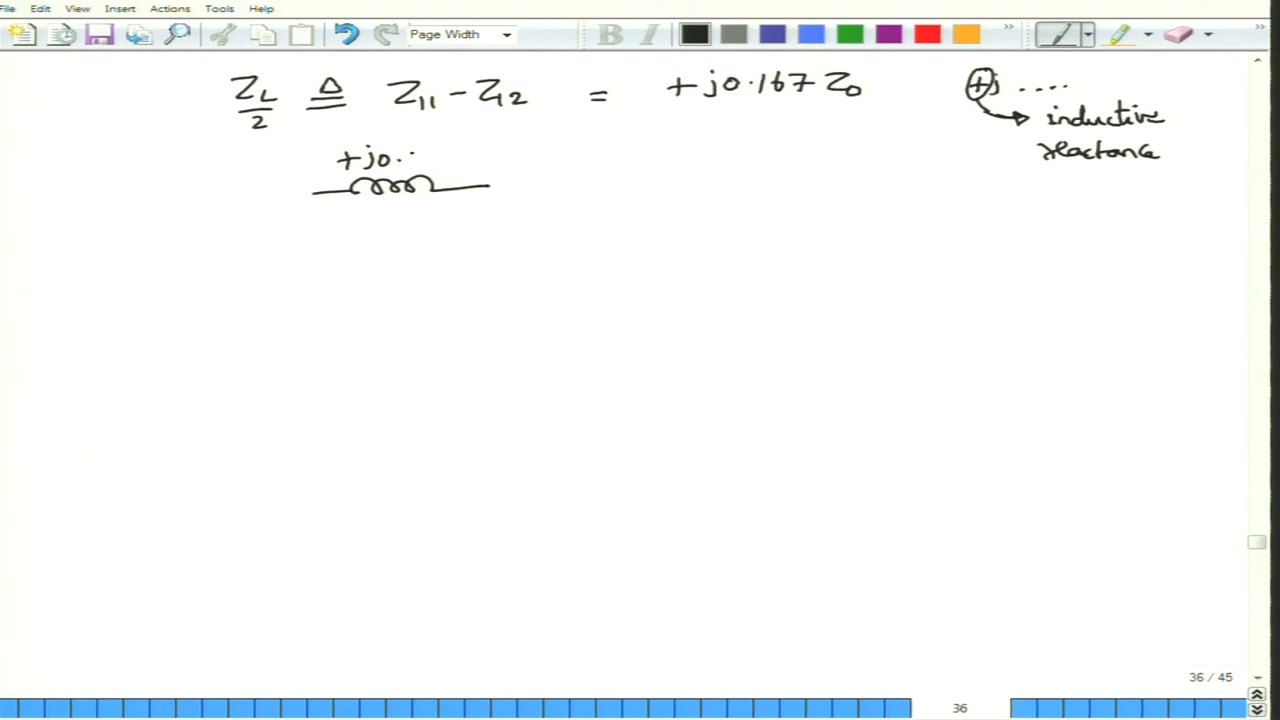 File Edit View Insert Actions Tools Help
Page Width
B I
Z_L/2 ≜ Z11 - Z12 = +j0.167 Z0
+j ....
inductive
reactance
+j0..
36 / 45
36